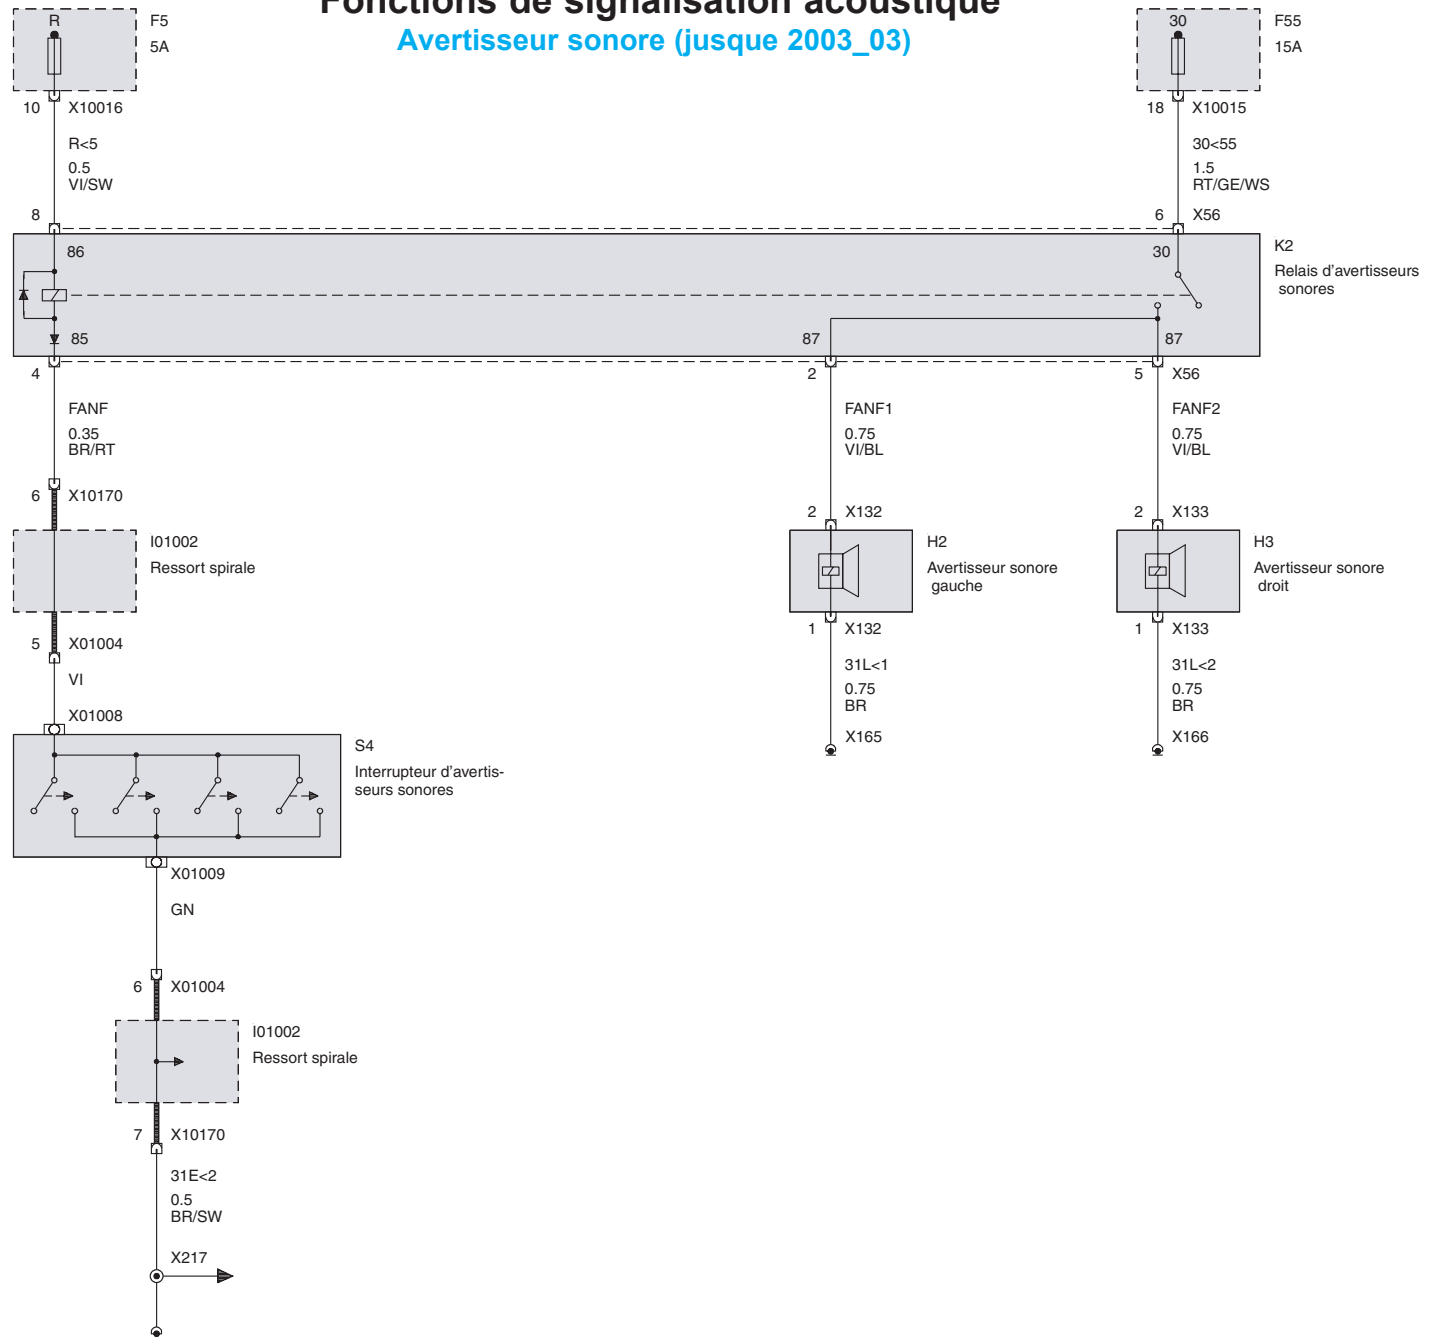 Fonctions de signalisation acoustique
Avertisseur sonore (jusque 2003_03)
R
F5
5A
30
F55
15A
10 X10016
18 X10015
R<5
0.5
VI/SW
30<55
1.5
RT/GE/WS
8
6 X56
86
30
K2
Relais d'avertisseurs
sonores
85
87
87
4
2
5 X56
FANF
0.35
BR/RT
FANF1
0.75
VI/BL
FANF2
0.75
VI/BL
6 X10170
2 X132
2 X133
I01002
Ressort spirale
H2
Avertisseur sonore
gauche
H3
Avertisseur sonore
droit
5 X01004
1 X132
1 X133
VI
31L<1
0.75
BR
31L<2
0.75
BR
X01008
X165
X166
S4
Interrupteur d'avertis-
seurs sonores
X01009
GN
6 X01004
I01002
Ressort spirale
7 X10170
31E<2
0.5
BR/SW
X217